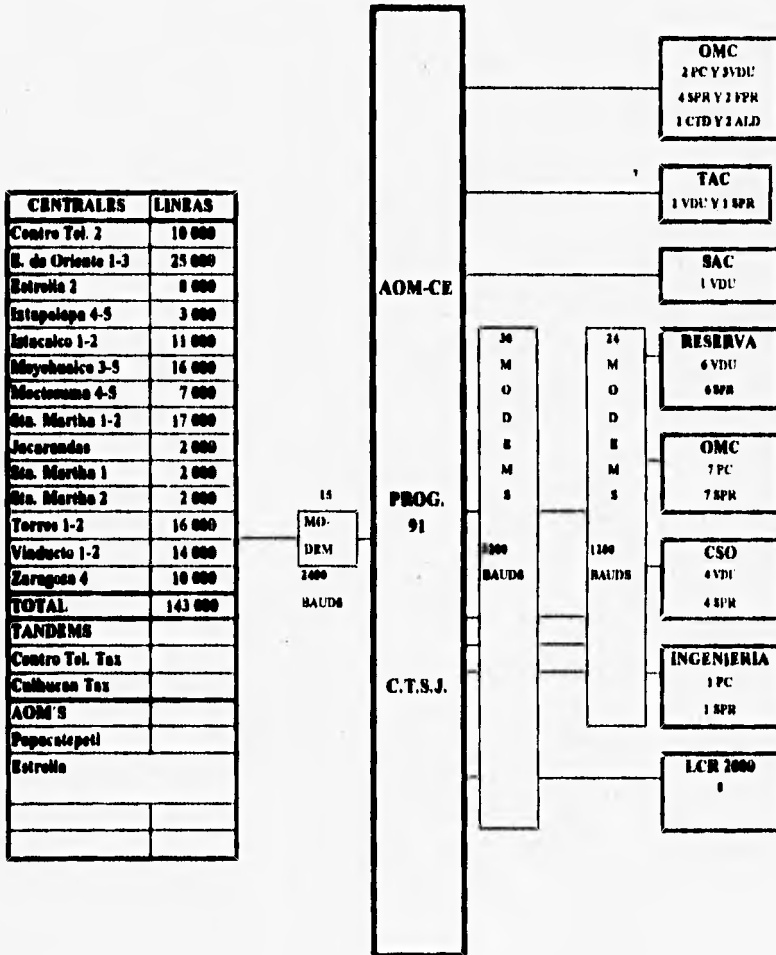 CENTRALES LINEAS
Centro Tel. 2 10 000
E. de Oriente 1-3 25 000
Estrella 2 8 000
Iztapalapa 4-5 3 000
Iztacalco 1-2 11 000
Moyohualco 3-5 16 000
Moctezuma 4-5 7 000
Sta. Martha 1-2 17 000
Jacarandas 2 000
Sta. Martha 1 2 000
Sta. Martha 2 2 000
Torres 1-2 16 000
Viaducto 1-2 14 000
Zaragoza 4 10 000
TOTAL 143 000
TANDEMS
Centro Tel. Tax
Culhuacan Tax
AOM'S
Popocatepetl
Estrella
15
MO-
DEM
2400
BAUDS
AOM-CE
PROG.
91
C.T.S.J.
30
M
O
D
E
M
S
BAUDS
24
M
O
D
E
M
S
1200
BAUDS
OMC
2 PC Y 3VDU
4 SPR Y 2 FPR
1 CTD Y 2 ALD
TAC
1 VDU Y 1 SPR
SAC
1 VDU
RESERVA
6 VDU
6 SPR
OMC
7 PC
7 SPR
CSO
4 VDU
4 SPR
INGENIERIA
1 PC
1 SPR
LCR 2000
8